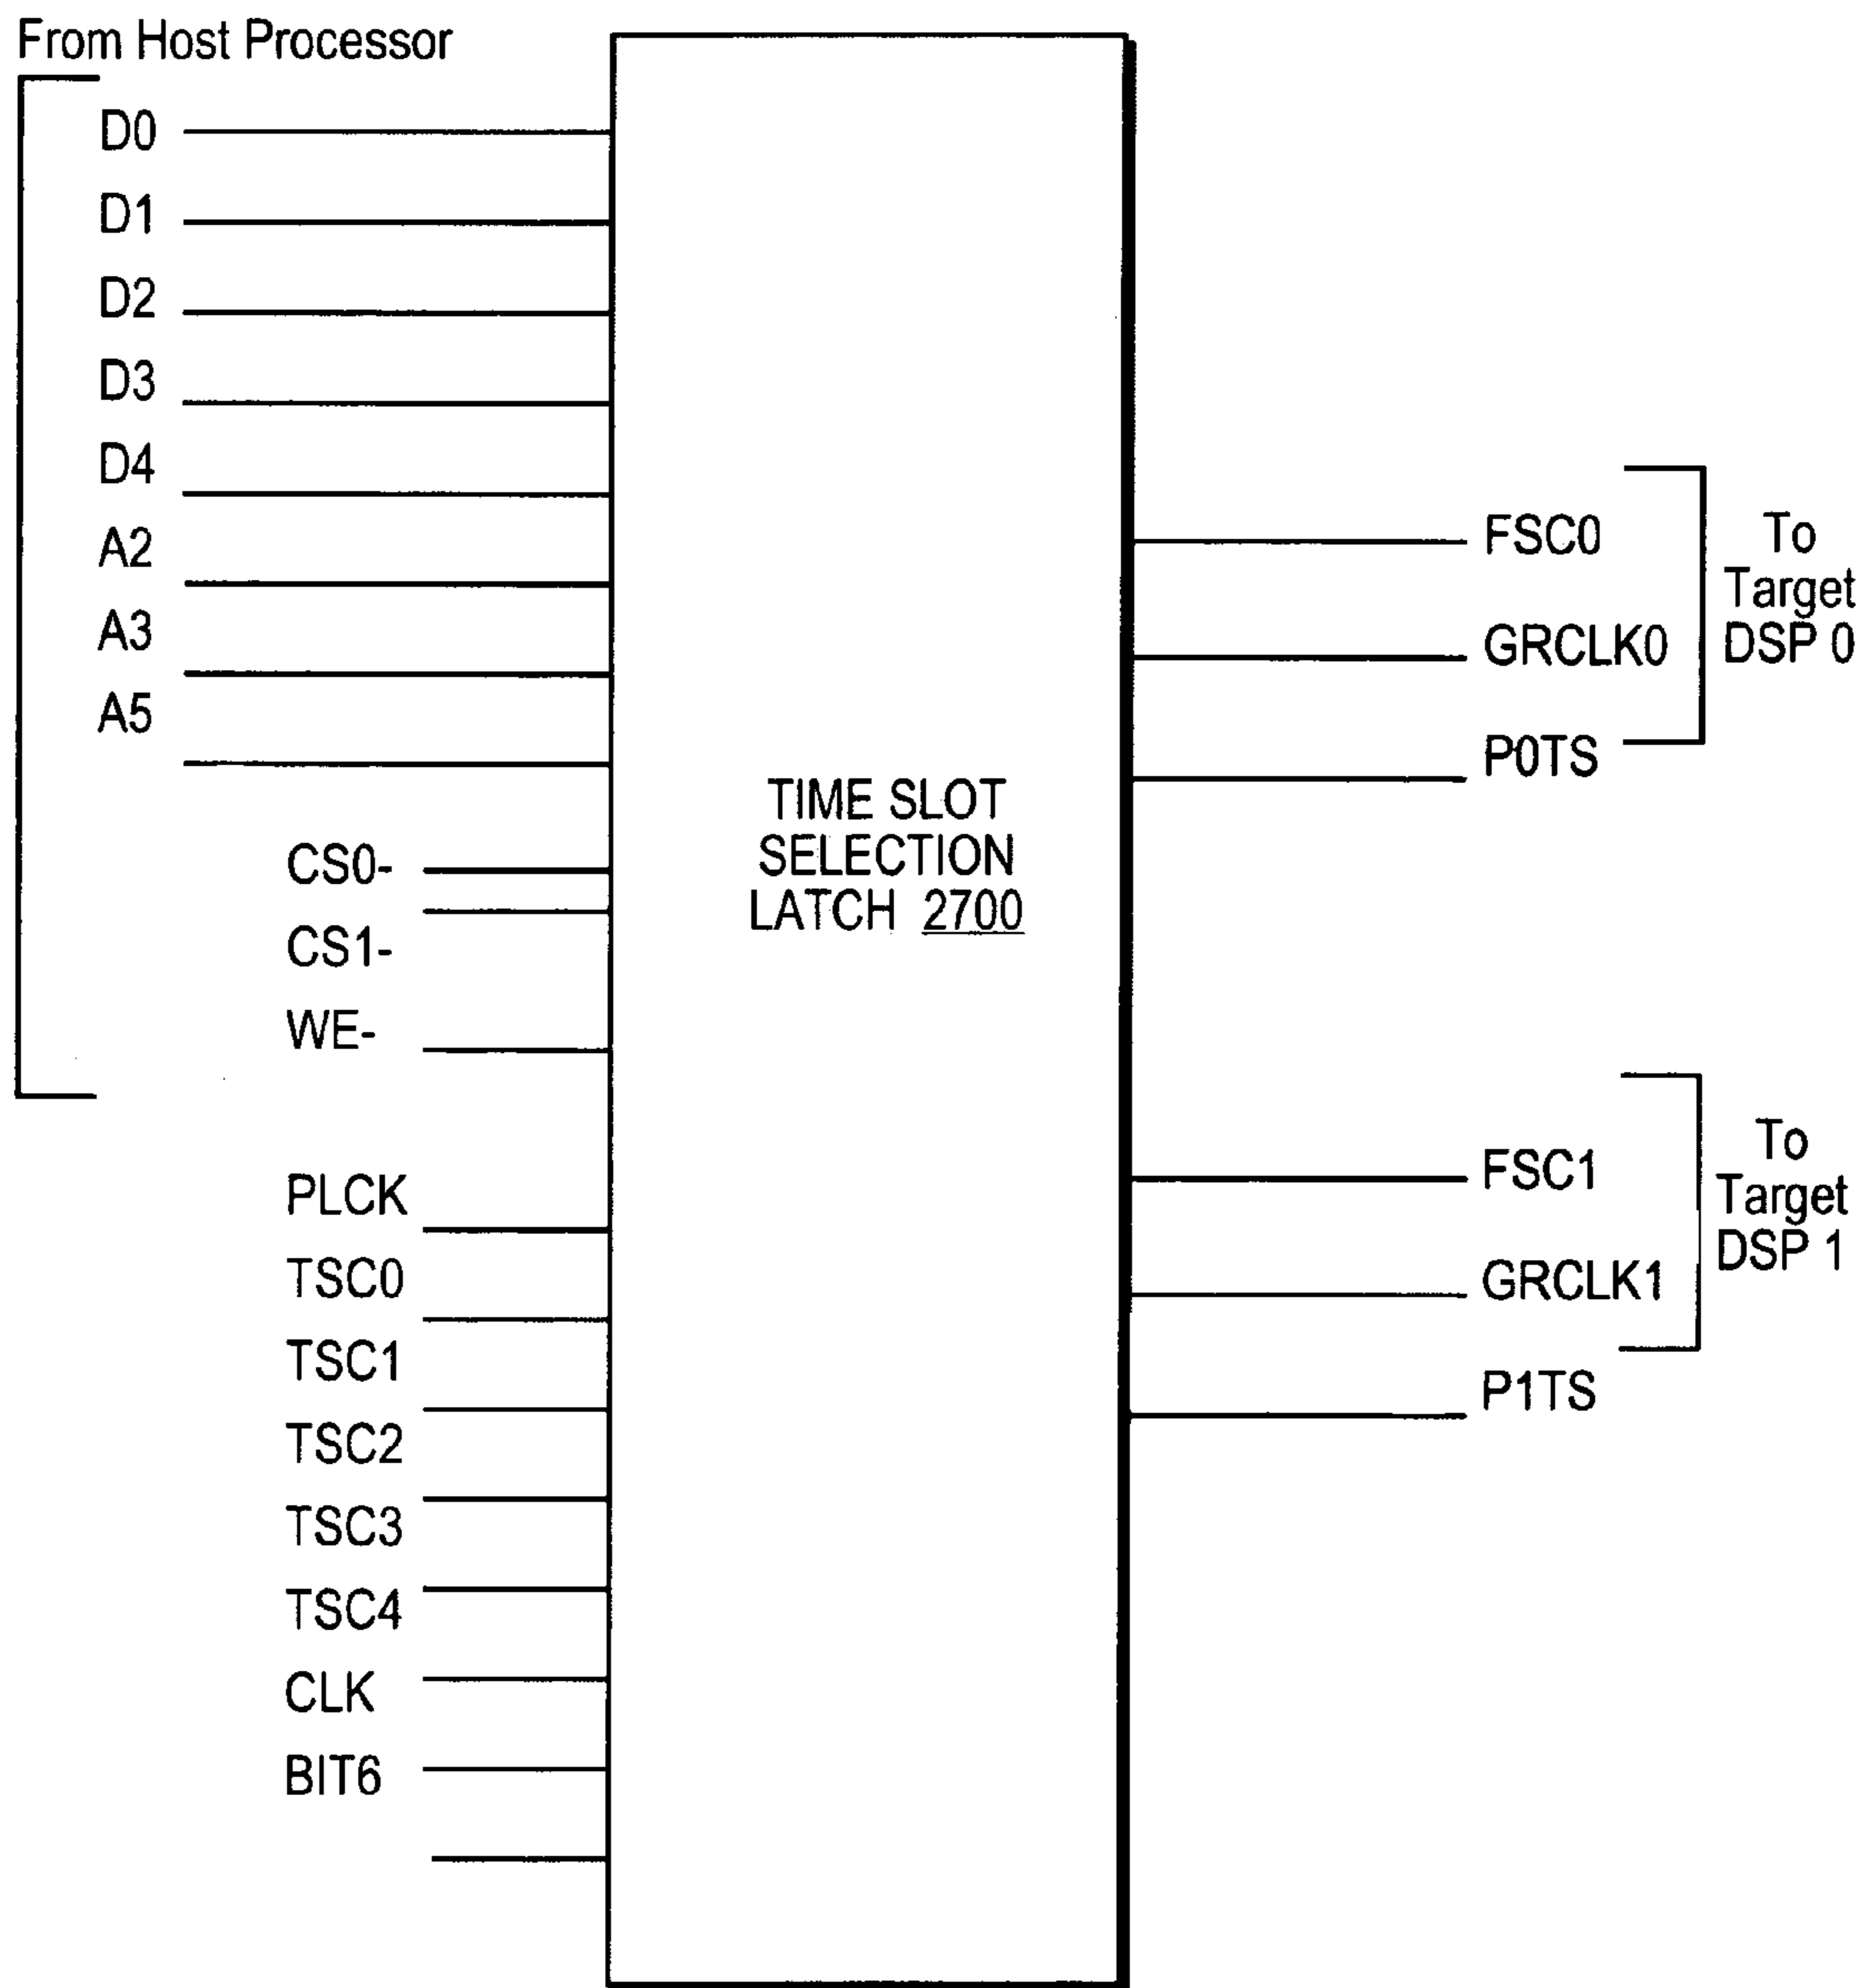 From Host Processor
D0
D1
D2
D3
D4
A2
A3
A5
CS0-
CS1-
WE-
PLCK
TSC0
TSC1
TSC2
TSC3
TSC4
CLK
BIT6
TIME SLOT
SELECTION
LATCH 2700
FSC0
GRCLK0
P0TS
To
Target
DSP 0
FSC1
GRCLK1
P1TS
To
Target
DSP 1